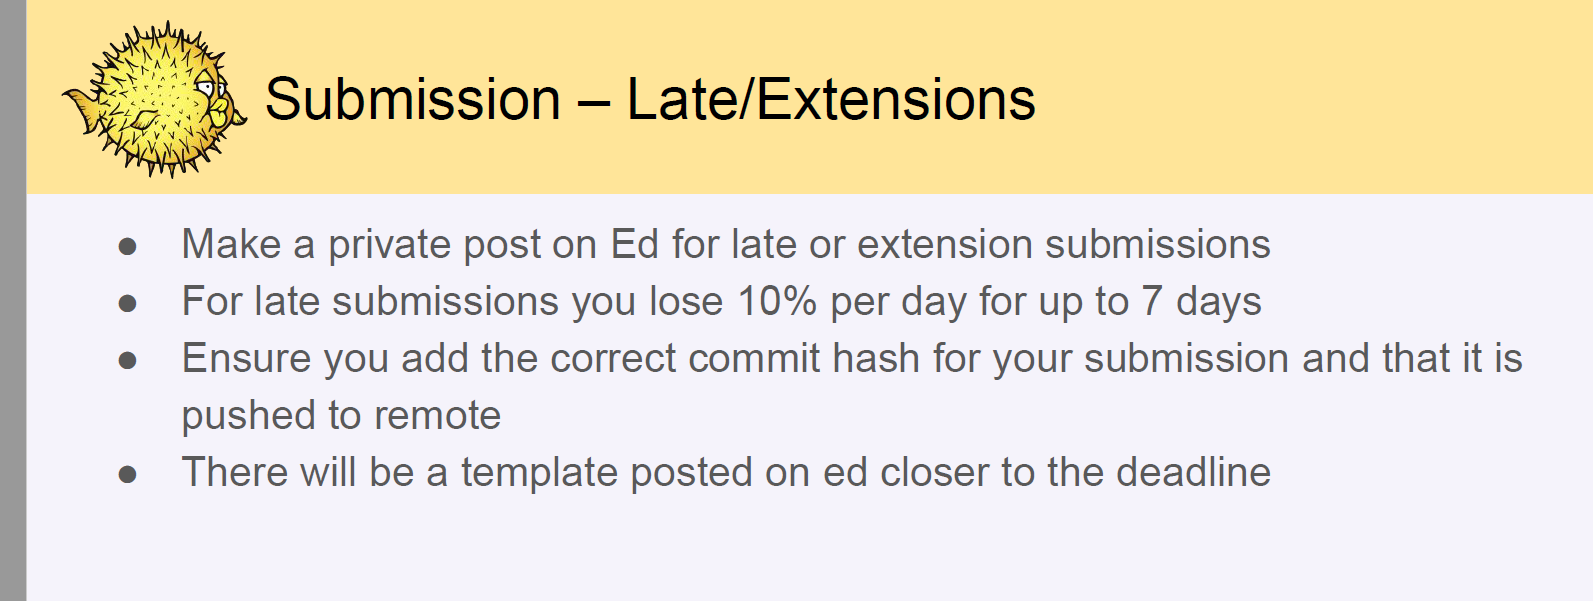 Submission – Late/Extensions
● Make a private post on Ed for late or extension submissions
● For late submissions you lose 10% per day for up to 7 days
● Ensure you add the correct commit hash for your submission and that it is
pushed to remote
● There will be a template posted on ed closer to the deadline